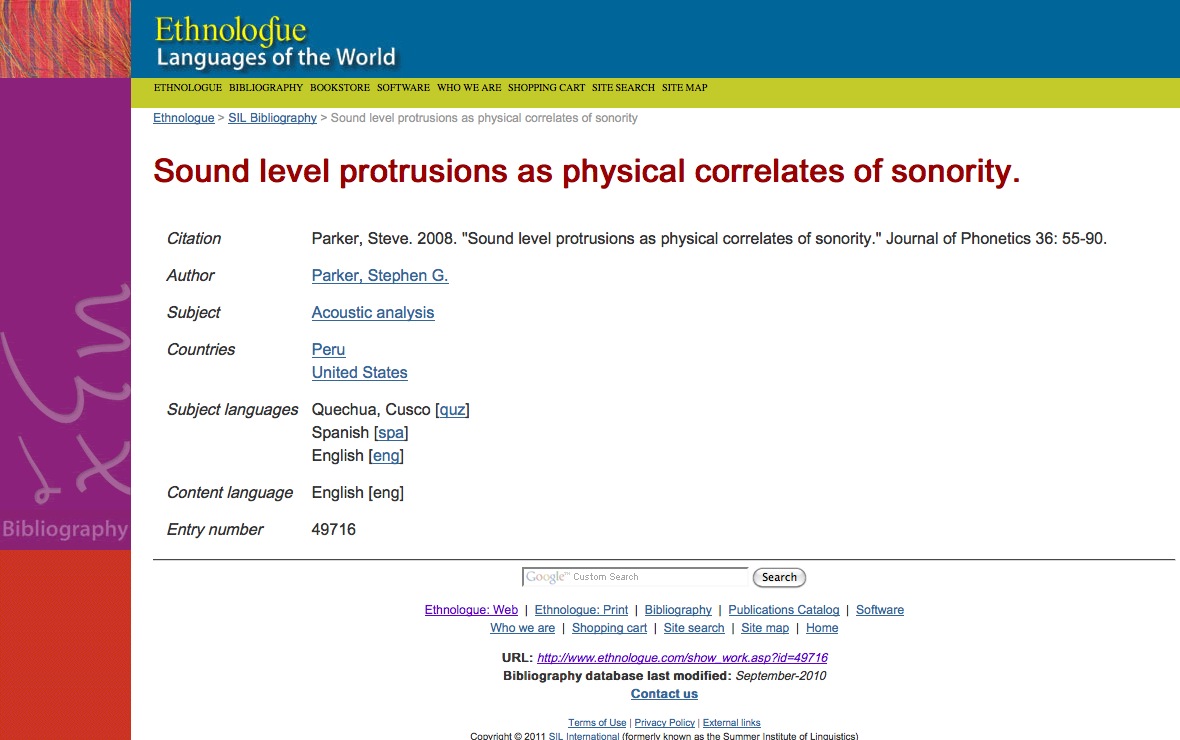 Ethnologue
Languages of the World
ETHNOLOGUE BIBLIOGRAPHY BOOKSTORE SOFTWARE WHO WE ARE SHOPPING CART SITE SEARCH SITE MAP
Ethnologue > SIL Bibliography > Sound level protrusions as physical correlates of sonority
Sound level protrusions as physical correlates of sonority.
Citation Parker, Steve. 2008. "Sound level protrusions as physical correlates of sonority." Journal of Phonetics 36: 55-90.
Author Parker, Stephen G.
Subject Acoustic analysis
Countries Peru
United States
Subject languages Quechua, Cusco [quz]
Spanish [spa]
English [eng]
Content language English [eng]
Bibliography
Entry number 49716
Google™ Custom Search Search
Ethnologue: Web | Ethnologue: Print | Bibliography | Publications Catalog | Software
Who we are | Shopping cart | Site search | Site map | Home
URL: http://www.ethnologue.com/show_work.asp?id=49716
Bibliography database last modified: September-2010
Contact us
Terms of Use | Privacy Policy | External links
Copyright © 2011 SIL International (formerly known as the Summer Institute of Linguistics)